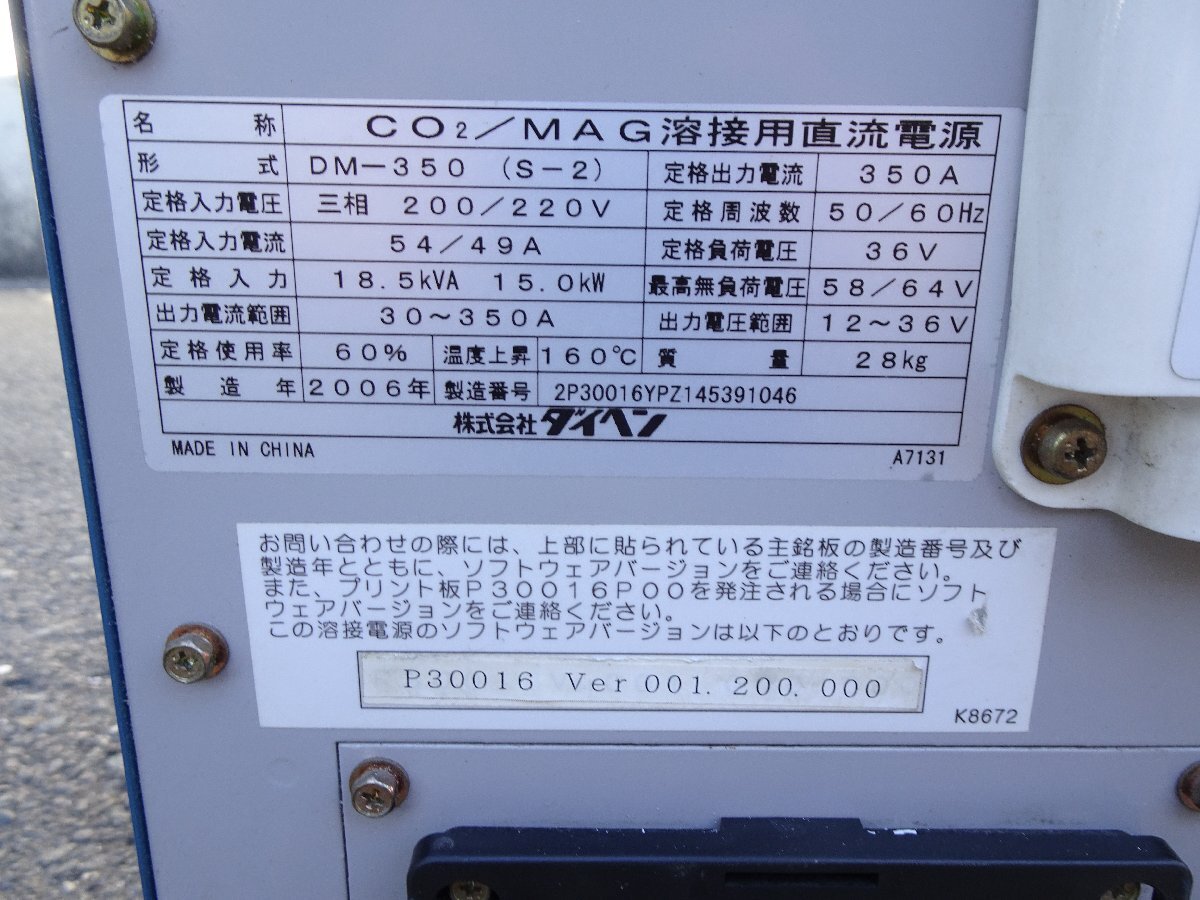 名称 CO2/MAG溶接用直流電源
形式 DM-350 (S-2) 定格出力電流 350A
定格入力電圧 三相 200/220V 定格周波数 50/60Hz
定格入力電流 54/49A 定格負荷電圧 36V
定格入力 18.5kVA 15.0kW 最高無負荷電圧 58/64V
出力電流範囲 30~350A 出力電圧範囲 12~36V
定格使用率 60% 温度上昇 160℃ 質量 28kg
製造年 2006年 製造番号 2P30016YPZ145391046
株式会社ダイヘン
MADE IN CHINA A7131
お問い合わせの際には、上部に貼られている主銘板の製造番号及び
製造年とともに、ソフトウェアバージョンをご連絡ください。
また、プリント板P30016P00を発注される場合にソフト
ウェアバージョンをご連絡ください。
この溶接電源のソフトウェアバージョンは以下のとおりです。
P30016 Ver 001. 200. 000
K8672